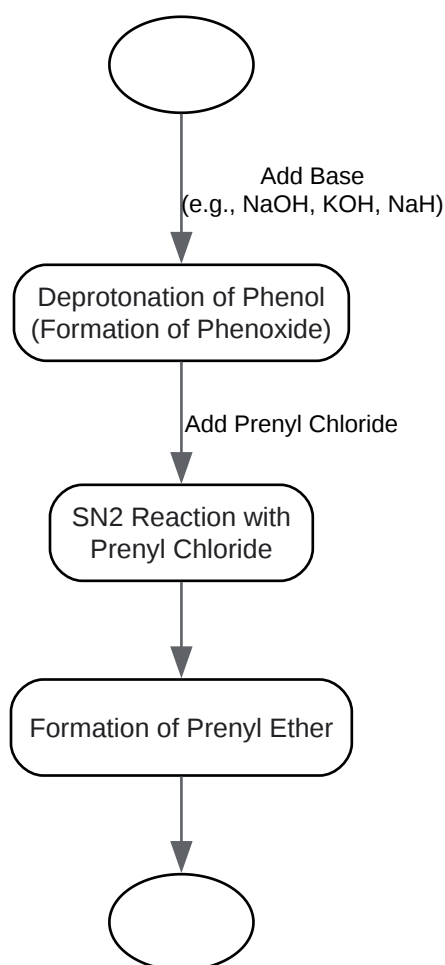 Add Base
(e.g., NaOH, KOH, NaH)
Deprotonation of Phenol
(Formation of Phenoxide)
Add Prenyl Chloride
SN2 Reaction with
Prenyl Chloride
Formation of Prenyl Ether